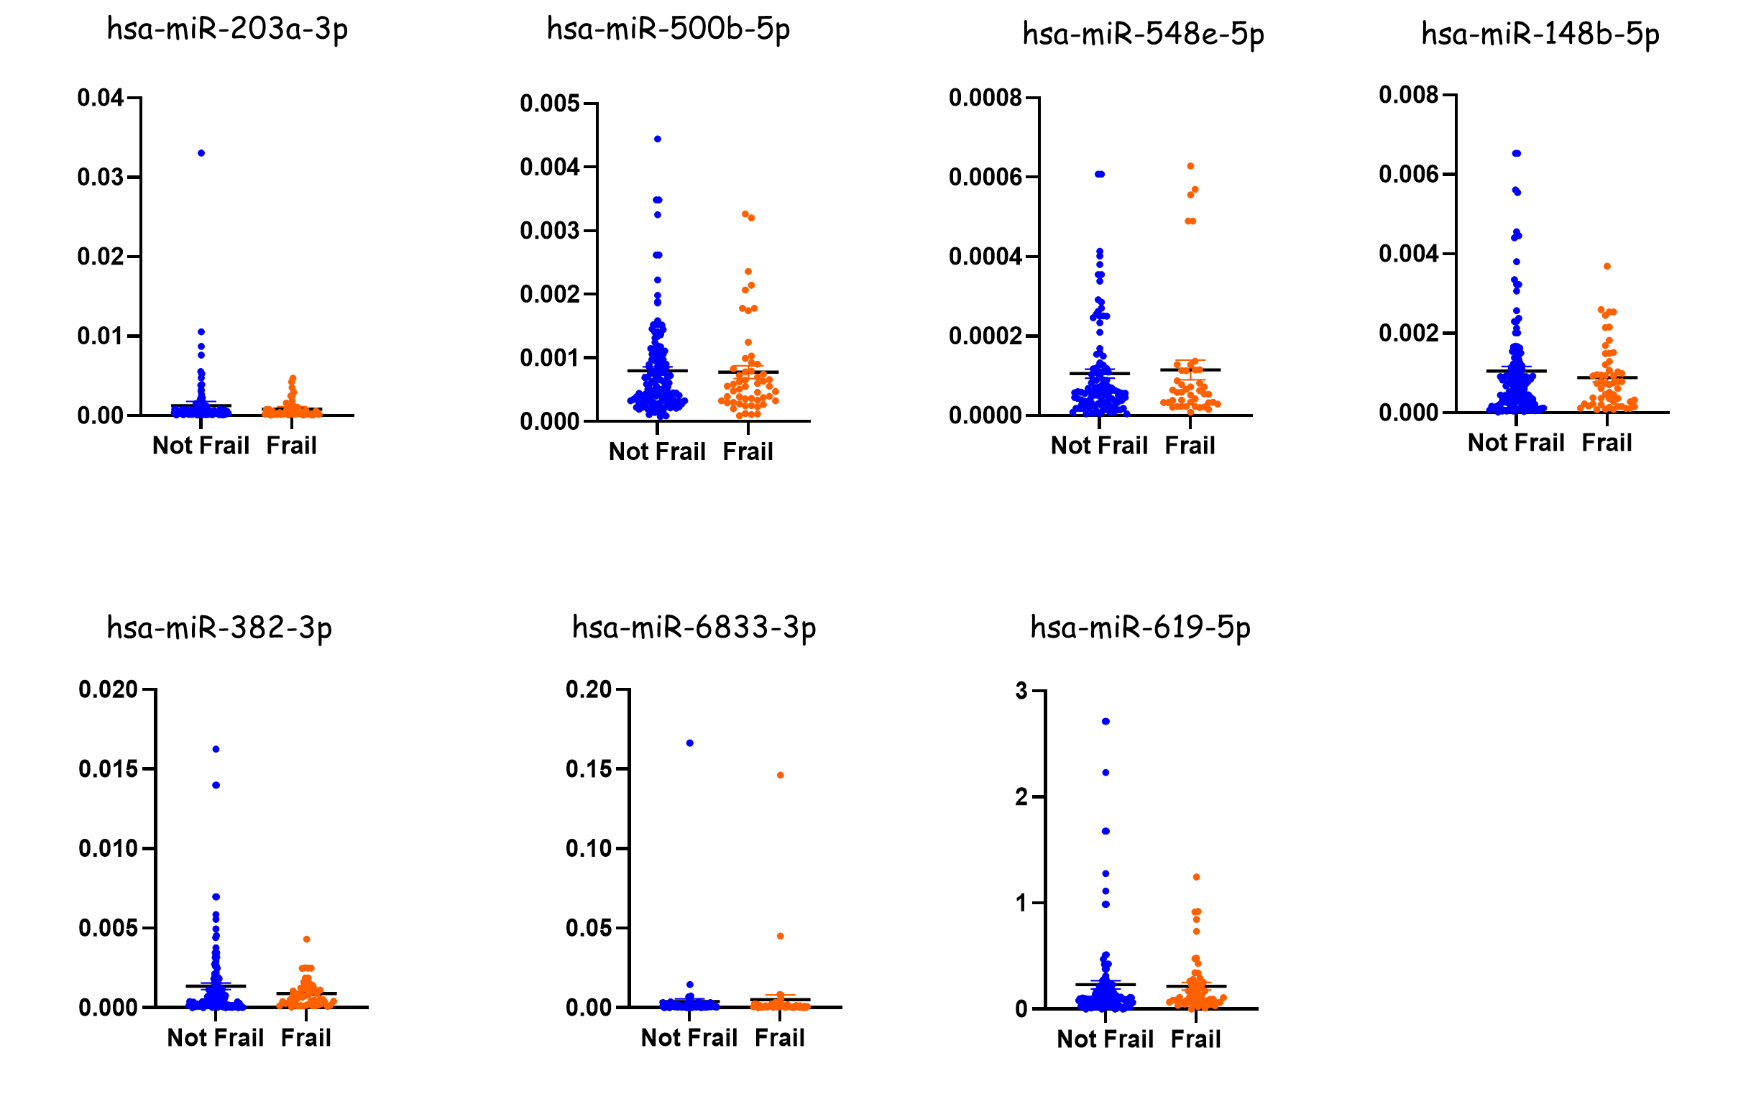 hsa-miR-203a-3p
0.04
0.03
0.02
0.01
0.00
Not Frail Frail
hsa-miR-500b-5p
0.005
0.004
0.003
0.002
0.001
0.000
Not Frail Frail
hsa-miR-548e-5p
0.0008
0.0006
0.0004
0.0002
0.0000
Not Frail Frail
hsa-miR-148b-5p
0.008
0.006
0.004
0.002
0.000
Not Frail Frail
hsa-miR-382-3p
0.020
0.015
0.010
0.005
0.000
Not Frail Frail
hsa-miR-6833-3p
0.20
0.15
0.10
0.05
0.00
Not Frail Frail
hsa-miR-619-5p
3
2
1
0
Not Frail Frail